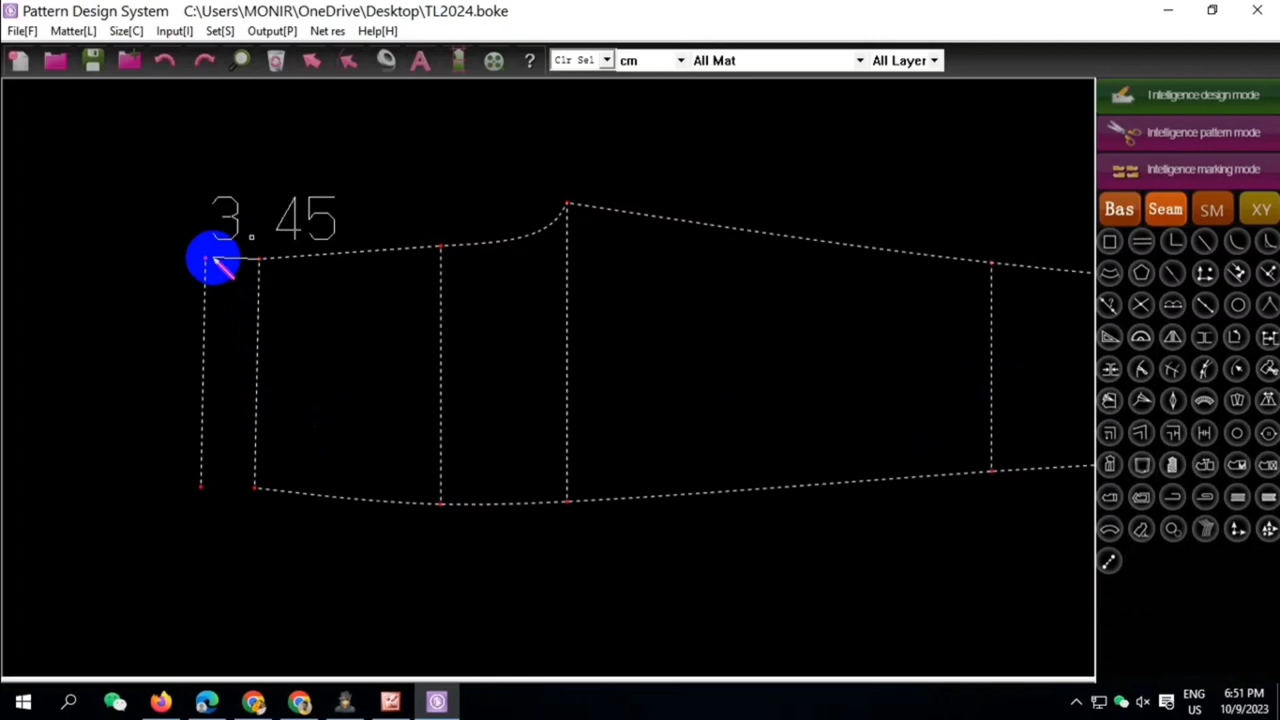 Pattern Design System C:\Users\MONIR\OneDrive\Desktop\TL2024.boke
File[F] Matter[L] Size[C] Input[I] Set[S] Output[P] Net res Help[H]
Clr Sel cm All Mat All Layer
Intelligence design mode
Intelligence pattern mode
Intelligence marking mode
Bas Seam SM XY
3.45
ENG
US
6:51 PM
10/9/2023